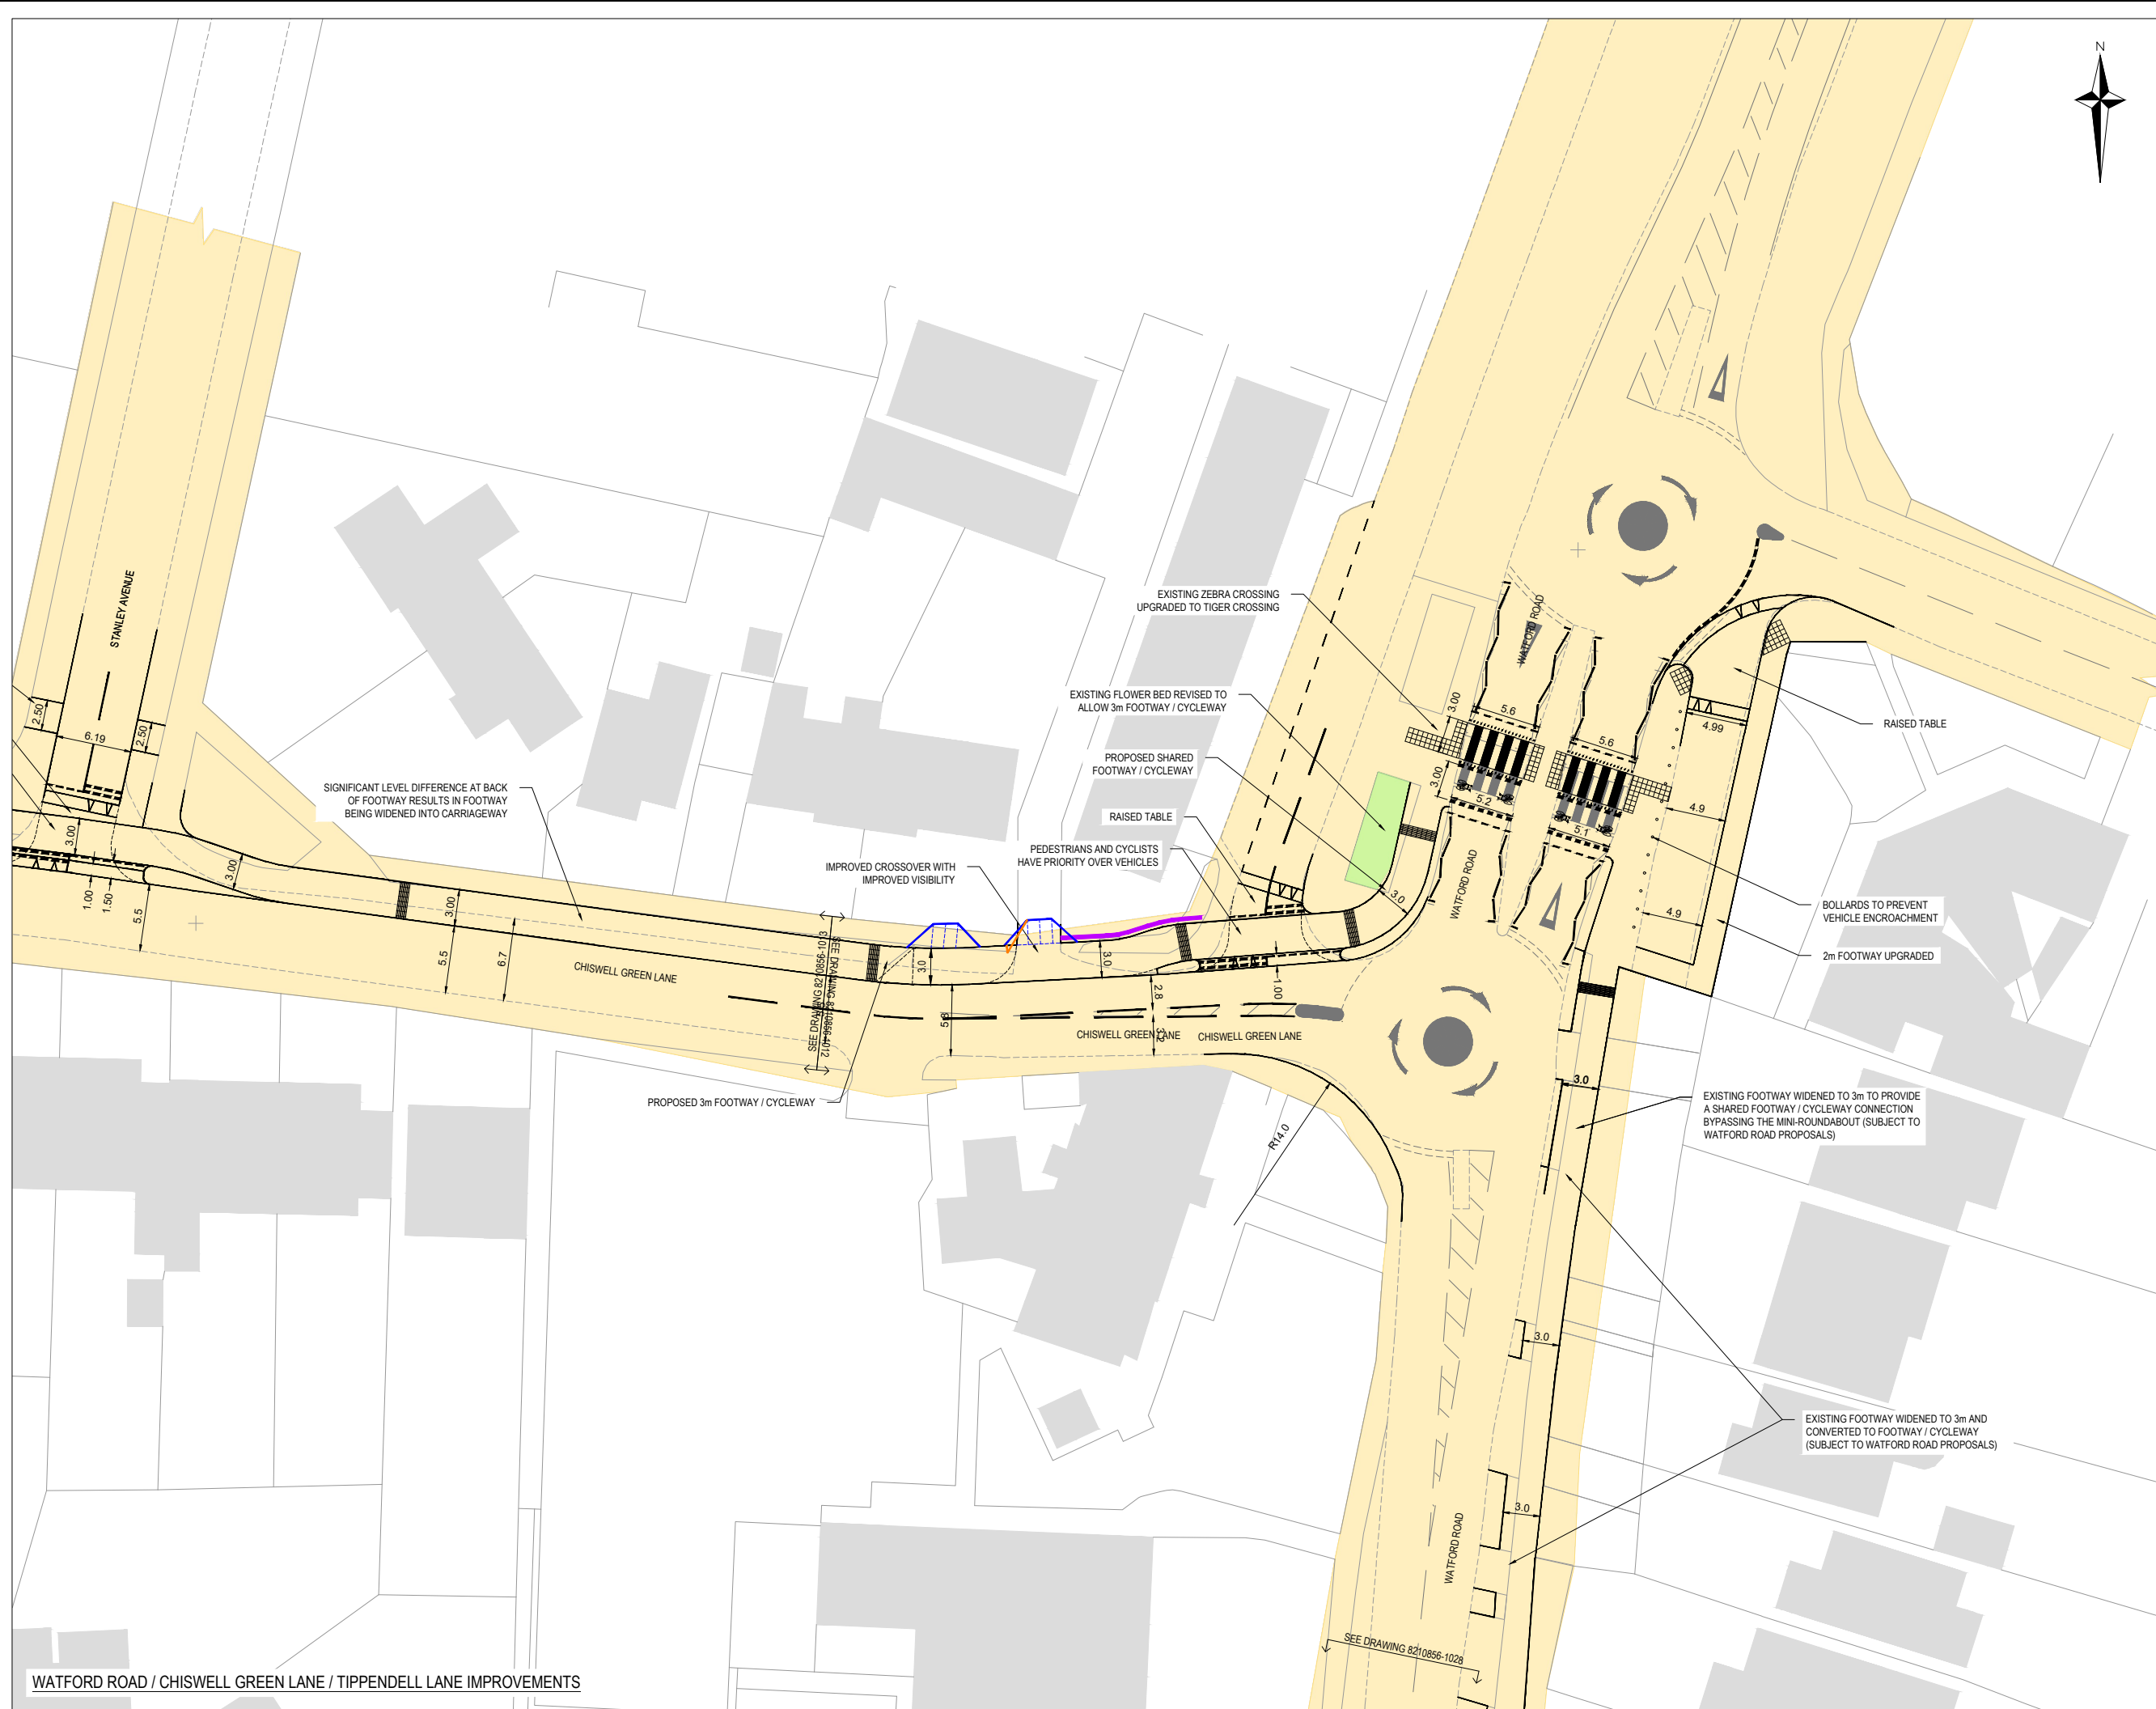 N
STANLEY AVENUE
2.50
6.19
2.50
3.00
1.00
1.50
5.5
3.00
SIGNIFICANT LEVEL DIFFERENCE AT BACK
OF FOOTWAY RESULTS IN FOOTWAY
BEING WIDENED INTO CARRIAGEWAY
3.00
5.5
6.7
CHISWELL GREEN LANE
SEE DRAWING 8210856-1013
SEE DRAWING 8210856-1012
IMPROVED CROSSOVER WITH
IMPROVED VISIBILITY
PROPOSED 3m FOOTWAY / CYCLEWAY
3.0
3.0
2.8
1.00
CHISWELL GREEN LANE
CHISWELL GREEN LANE
EXISTING ZEBRA CROSSING
UPGRADED TO TIGER CROSSING
EXISTING FLOWER BED REVISED TO
ALLOW 3m FOOTWAY / CYCLEWAY
PROPOSED SHARED
FOOTWAY / CYCLEWAY
RAISED TABLE
PEDESTRIANS AND CYCLISTS
HAVE PRIORITY OVER VEHICLES
3.0
WATFORD ROAD
3.00
5.6
5.6
3.00
5.2
5.1
WATFORD ROAD
4.99
4.9
4.9
RAISED TABLE
BOLLARDS TO PREVENT
VEHICLE ENCROACHMENT
2m FOOTWAY UPGRADED
R14.0
3.0
EXISTING FOOTWAY WIDENED TO 3m TO PROVIDE
A SHARED FOOTWAY / CYCLEWAY CONNECTION
BYPASSING THE MINI-ROUNDABOUT (SUBJECT TO
WATFORD ROAD PROPOSALS)
3.0
EXISTING FOOTWAY WIDENED TO 3m AND
CONVERTED TO FOOTWAY / CYCLEWAY
(SUBJECT TO WATFORD ROAD PROPOSALS)
3.0
WATFORD ROAD
SEE DRAWING 8210856-1028
WATFORD ROAD / CHISWELL GREEN LANE / TIPPENDELL LANE IMPROVEMENTS